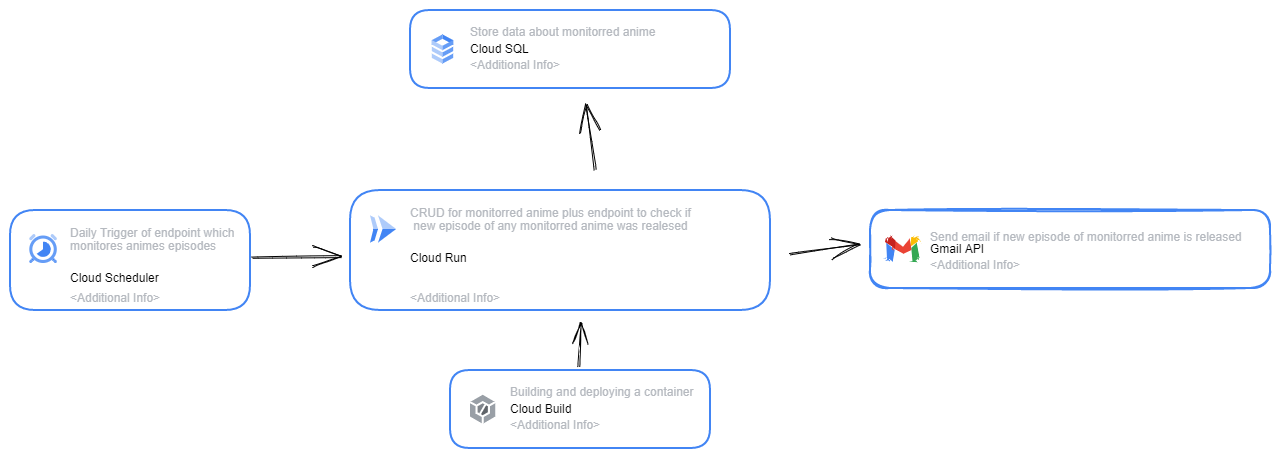 Store data about monitorred anime
Cloud SQL
<Additional Info>
Daily Trigger of endpoint which
monitores animes episodes
Cloud Scheduler
<Additional Info>
CRUD for monitorred anime plus endpoint to check if
new episode of any monitorred anime was realesed
Cloud Run
<Additional Info>
Send email if new episode of monitorred anime is released
Gmail API
<Additional Info>
Building and deploying a container
Cloud Build
<Additional Info>